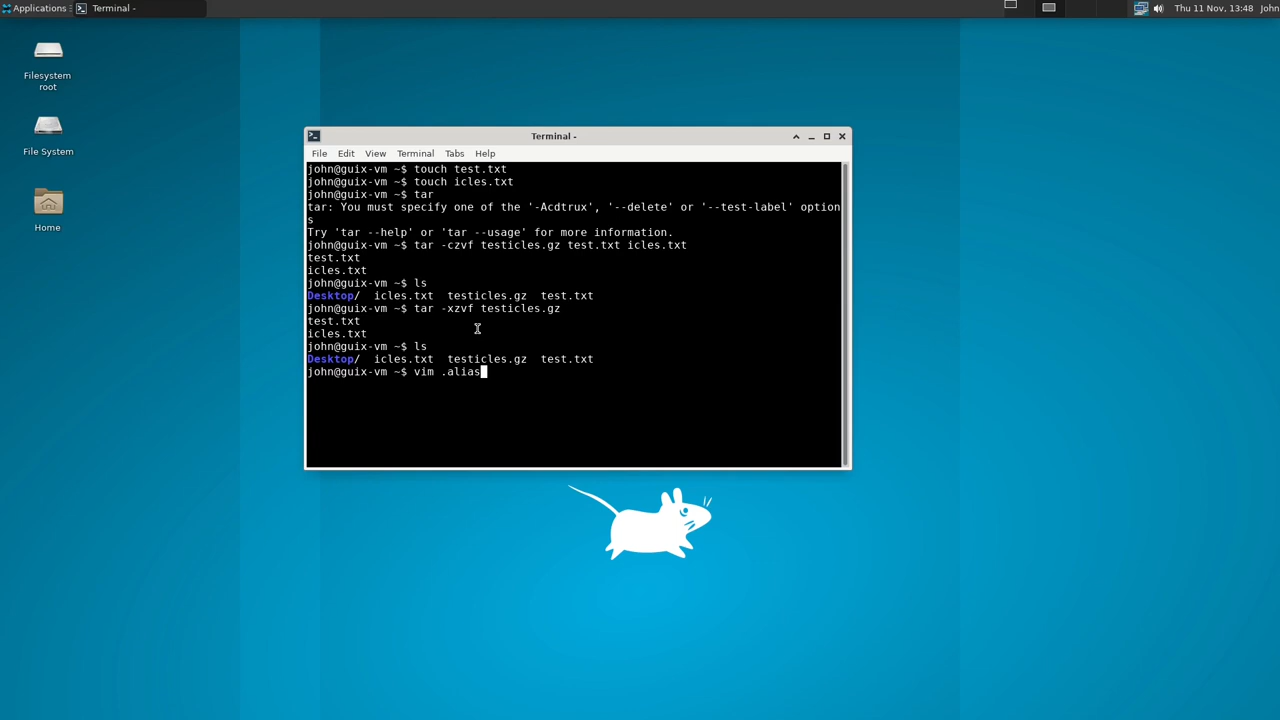 Applications
Terminal -
Thu 11 Nov, 13:48
John
Filesystem
root
File System
Home
Terminal -
File Edit View Terminal Tabs Help
john@guix-vm ~$ touch test.txt
john@guix-vm ~$ touch icles.txt
john@guix-vm ~$ tar
tar: You must specify one of the '-Acdtrux', '--delete' or '--test-label' option
s
Try 'tar --help' or 'tar --usage' for more information.
john@guix-vm ~$ tar -czvf testicles.gz test.txt icles.txt
test.txt
icles.txt
john@guix-vm ~$ ls
Desktop/ icles.txt testicles.gz test.txt
john@guix-vm ~$ tar -xzvf testicles.gz
test.txt
icles.txt
john@guix-vm ~$ ls
Desktop/ icles.txt testicles.gz test.txt
john@guix-vm ~$ vim .alias